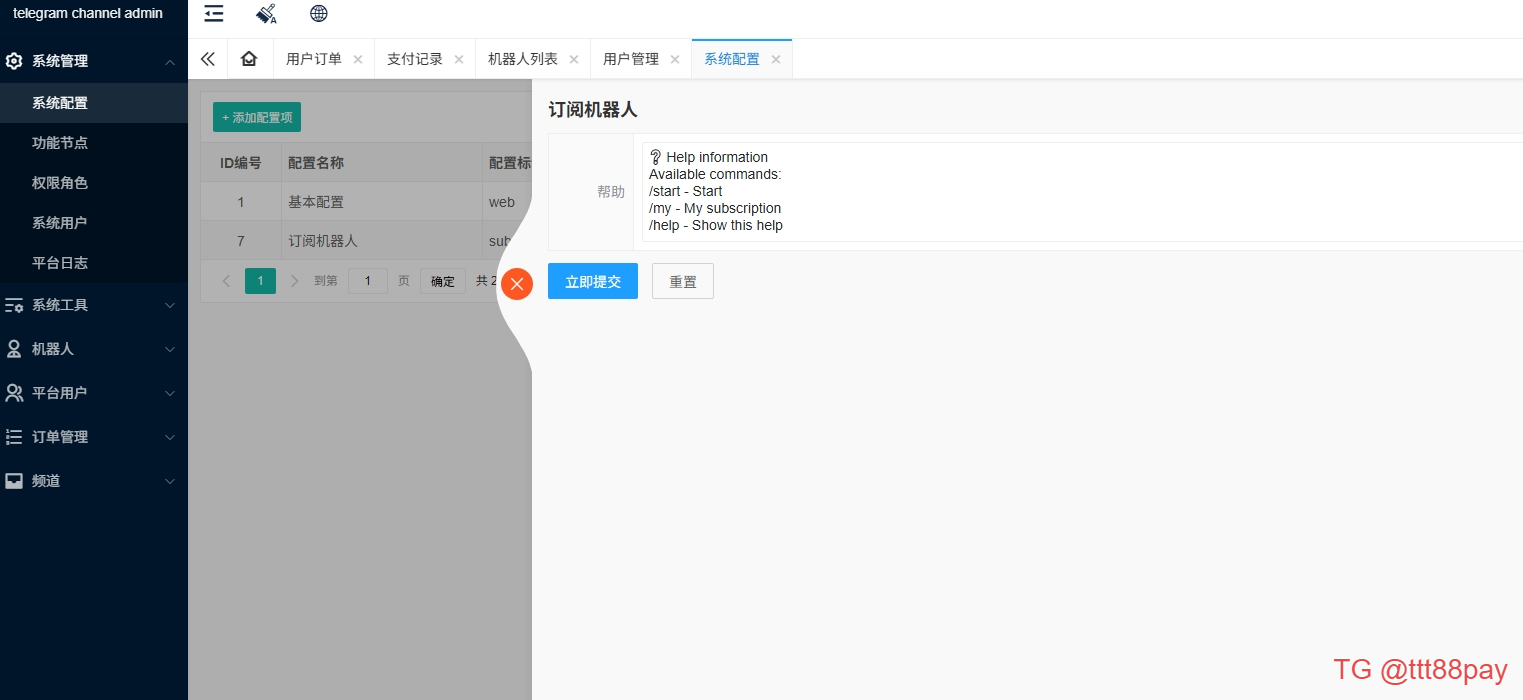 telegram channel admin
系统管理
系统配置
功能节点
权限角色
系统用户
平台日志
系统工具
机器人
平台用户
订单管理
频道
用户订单
支付记录
机器人列表
用户管理
系统配置
+ 添加配置项
ID编号 配置名称 配置标
1 基本配置 web
7 订阅机器人 sub
1 到第 1 页 确定 共 2
订阅机器人
帮助
❔ Help information
Available commands:
/start - Start
/my - My subscription
/help - Show this help
立即提交 重置
TG @ttt88pay